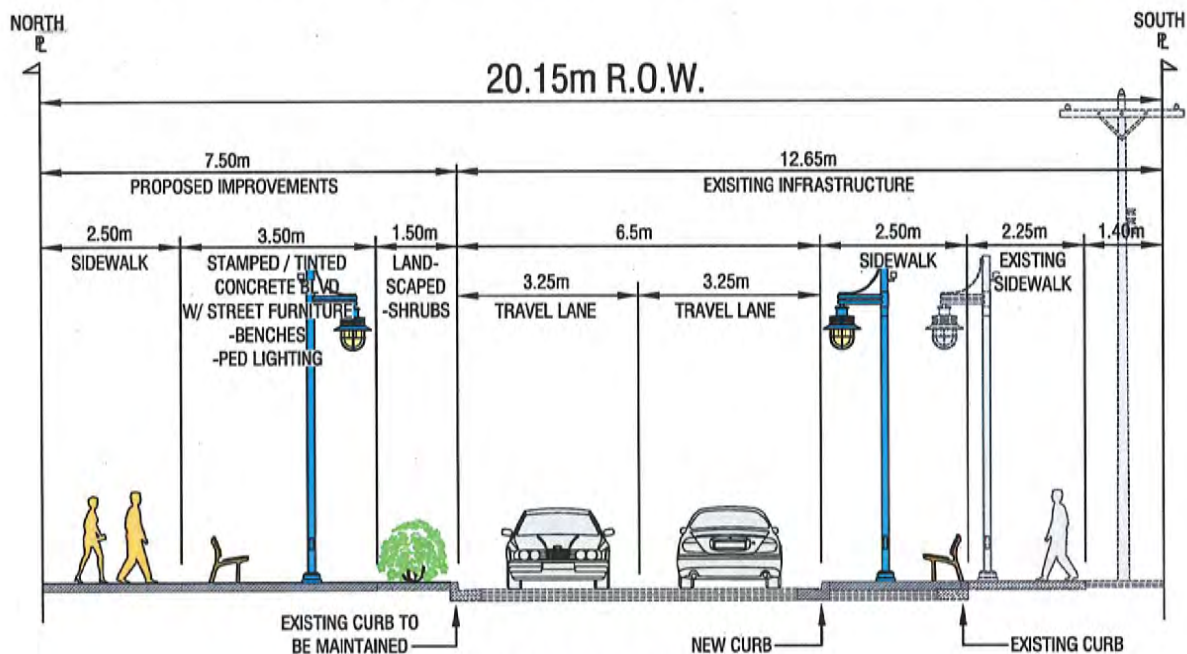 NORTH
PL
SOUTH
PL
20.15m R.O.W.
7.50m
PROPOSED IMPROVEMENTS
12.65m
EXISITING INFRASTRUCTURE
2.50m
SIDEWALK
3.50m
STAMPED / TINTED
CONCRETE BLVD
W/ STREET FURNITURE
-BENCHES
-PED LIGHTING
1.50m
LAND-
SCAPED
-SHRUBS
6.5m
3.25m
TRAVEL LANE
3.25m
TRAVEL LANE
2.50m
SIDEWALK
2.25m
EXISTING
SIDEWALK
1.40m
EXISTING CURB TO
BE MAINTAINED
NEW CURB
EXISTING CURB